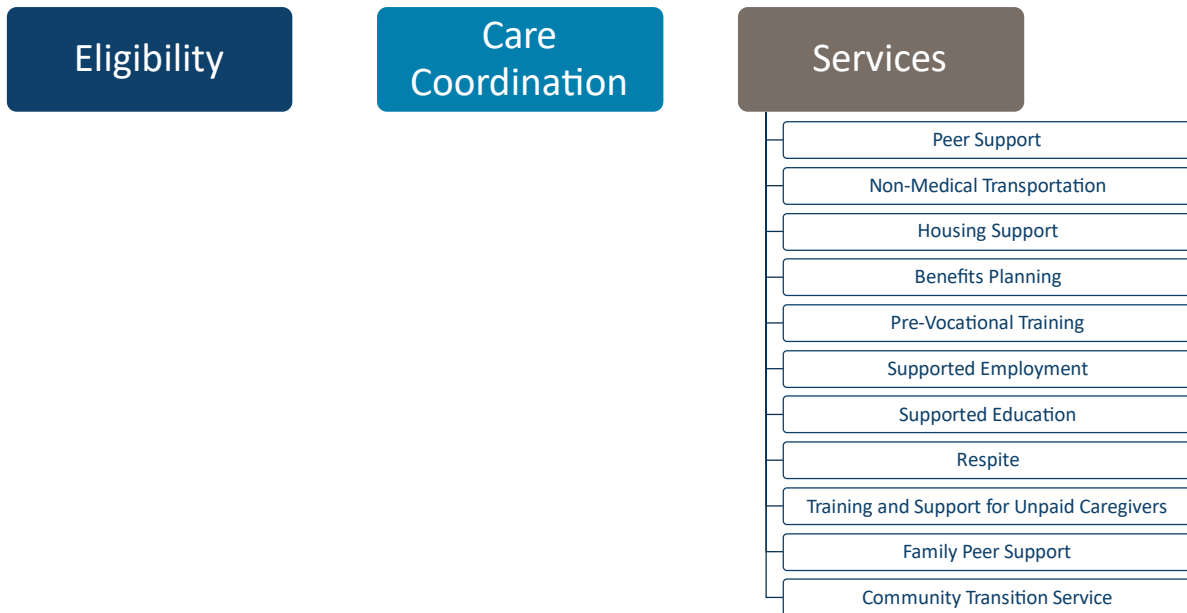 Eligibility
Care
Coordination
Services
Peer Support
Non-Medical Transportation
Housing Support
Benefits Planning
Pre-Vocational Training
Supported Employment
Supported Education
Respite
Training and Support for Unpaid Caregivers
Family Peer Support
Community Transition Service